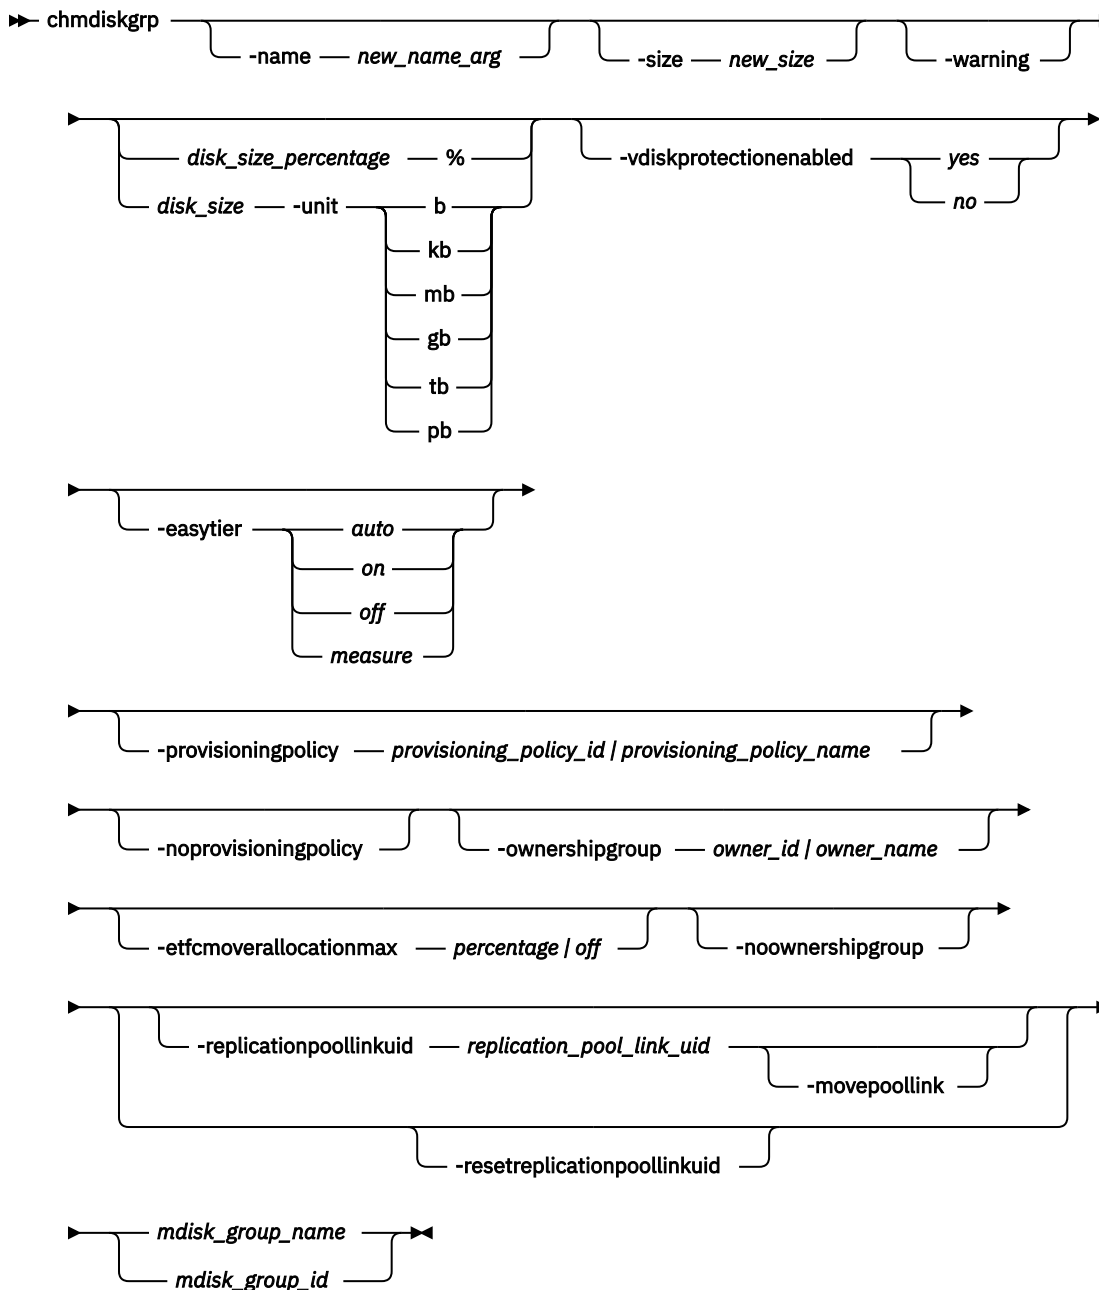 chmdiskgrp
-name new_name_arg -size new_size -warning
disk_size_percentage % -vdiskprotectionenabled yes
disk_size -unit b no
kb
mb
gb
tb
pb
-easytier auto
on
off
measure
-provisioningpolicy provisioning_policy_id / provisioning_policy_name
-noprovisioningpolicy -ownershipgroup owner_id / owner_name
-etfcmoverallocationmax percentage / off -noownershipgroup
-replicationpoollinkuid replication_pool_link_uid
-movepoollink
-resetreplicationpoollinkuid
mdisk_group_name
mdisk_group_id